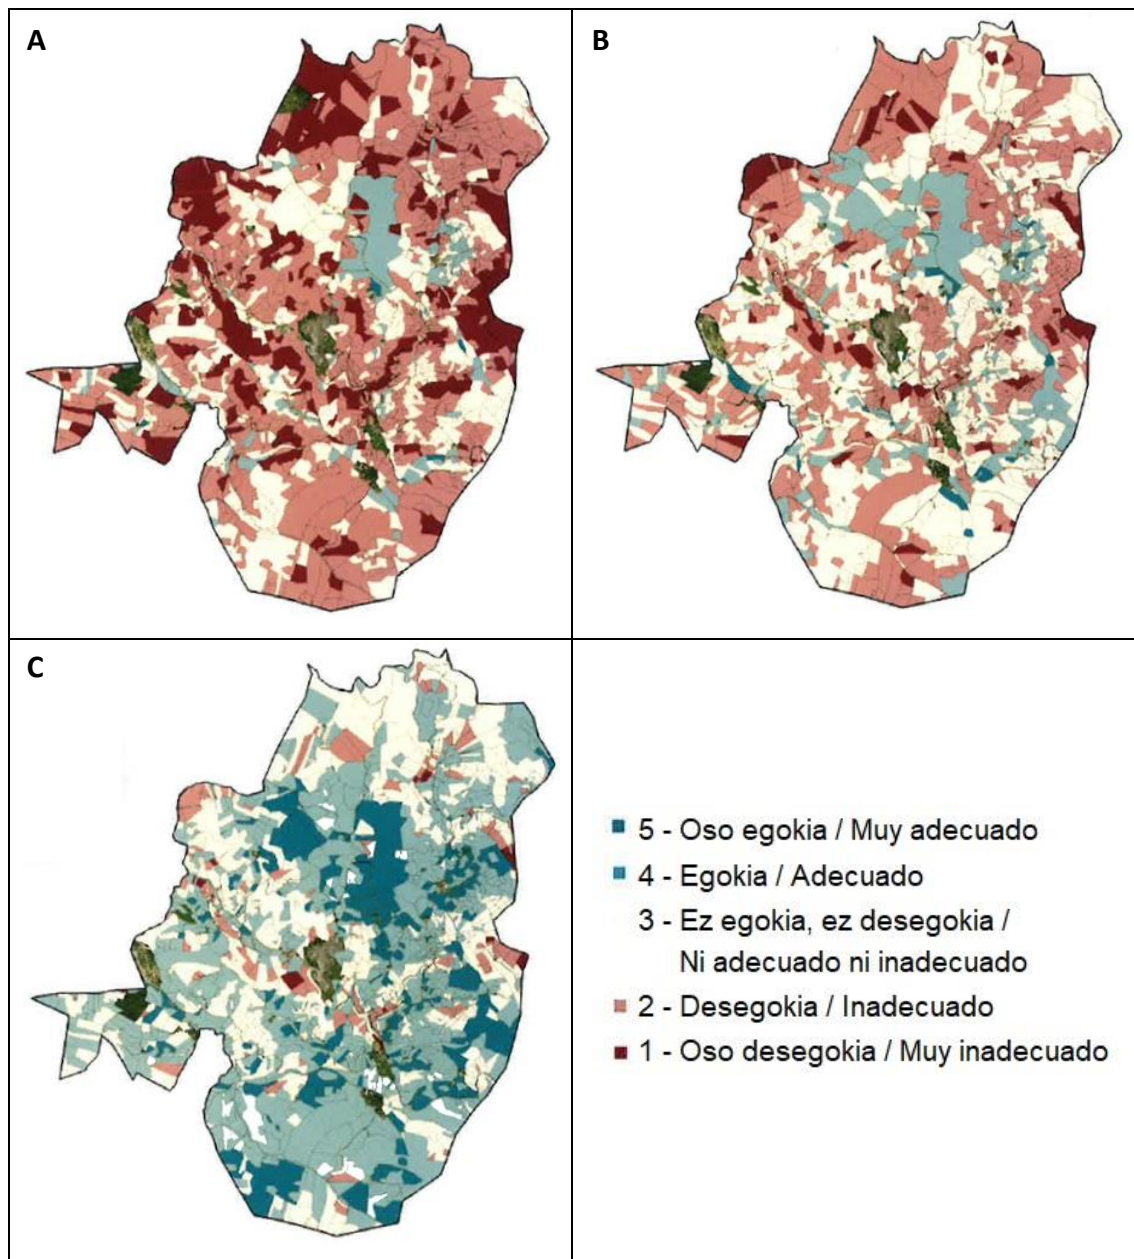 A
B
C
5 - Oso egokia / Muy adecuado
4 - Egokia / Adecuado
3 - Ez egokia, ez desegokia /
Ni adecuado ni inadecuado
2 - Desegokia / Inadecuado
1 - Oso desegokia / Muy inadecuado